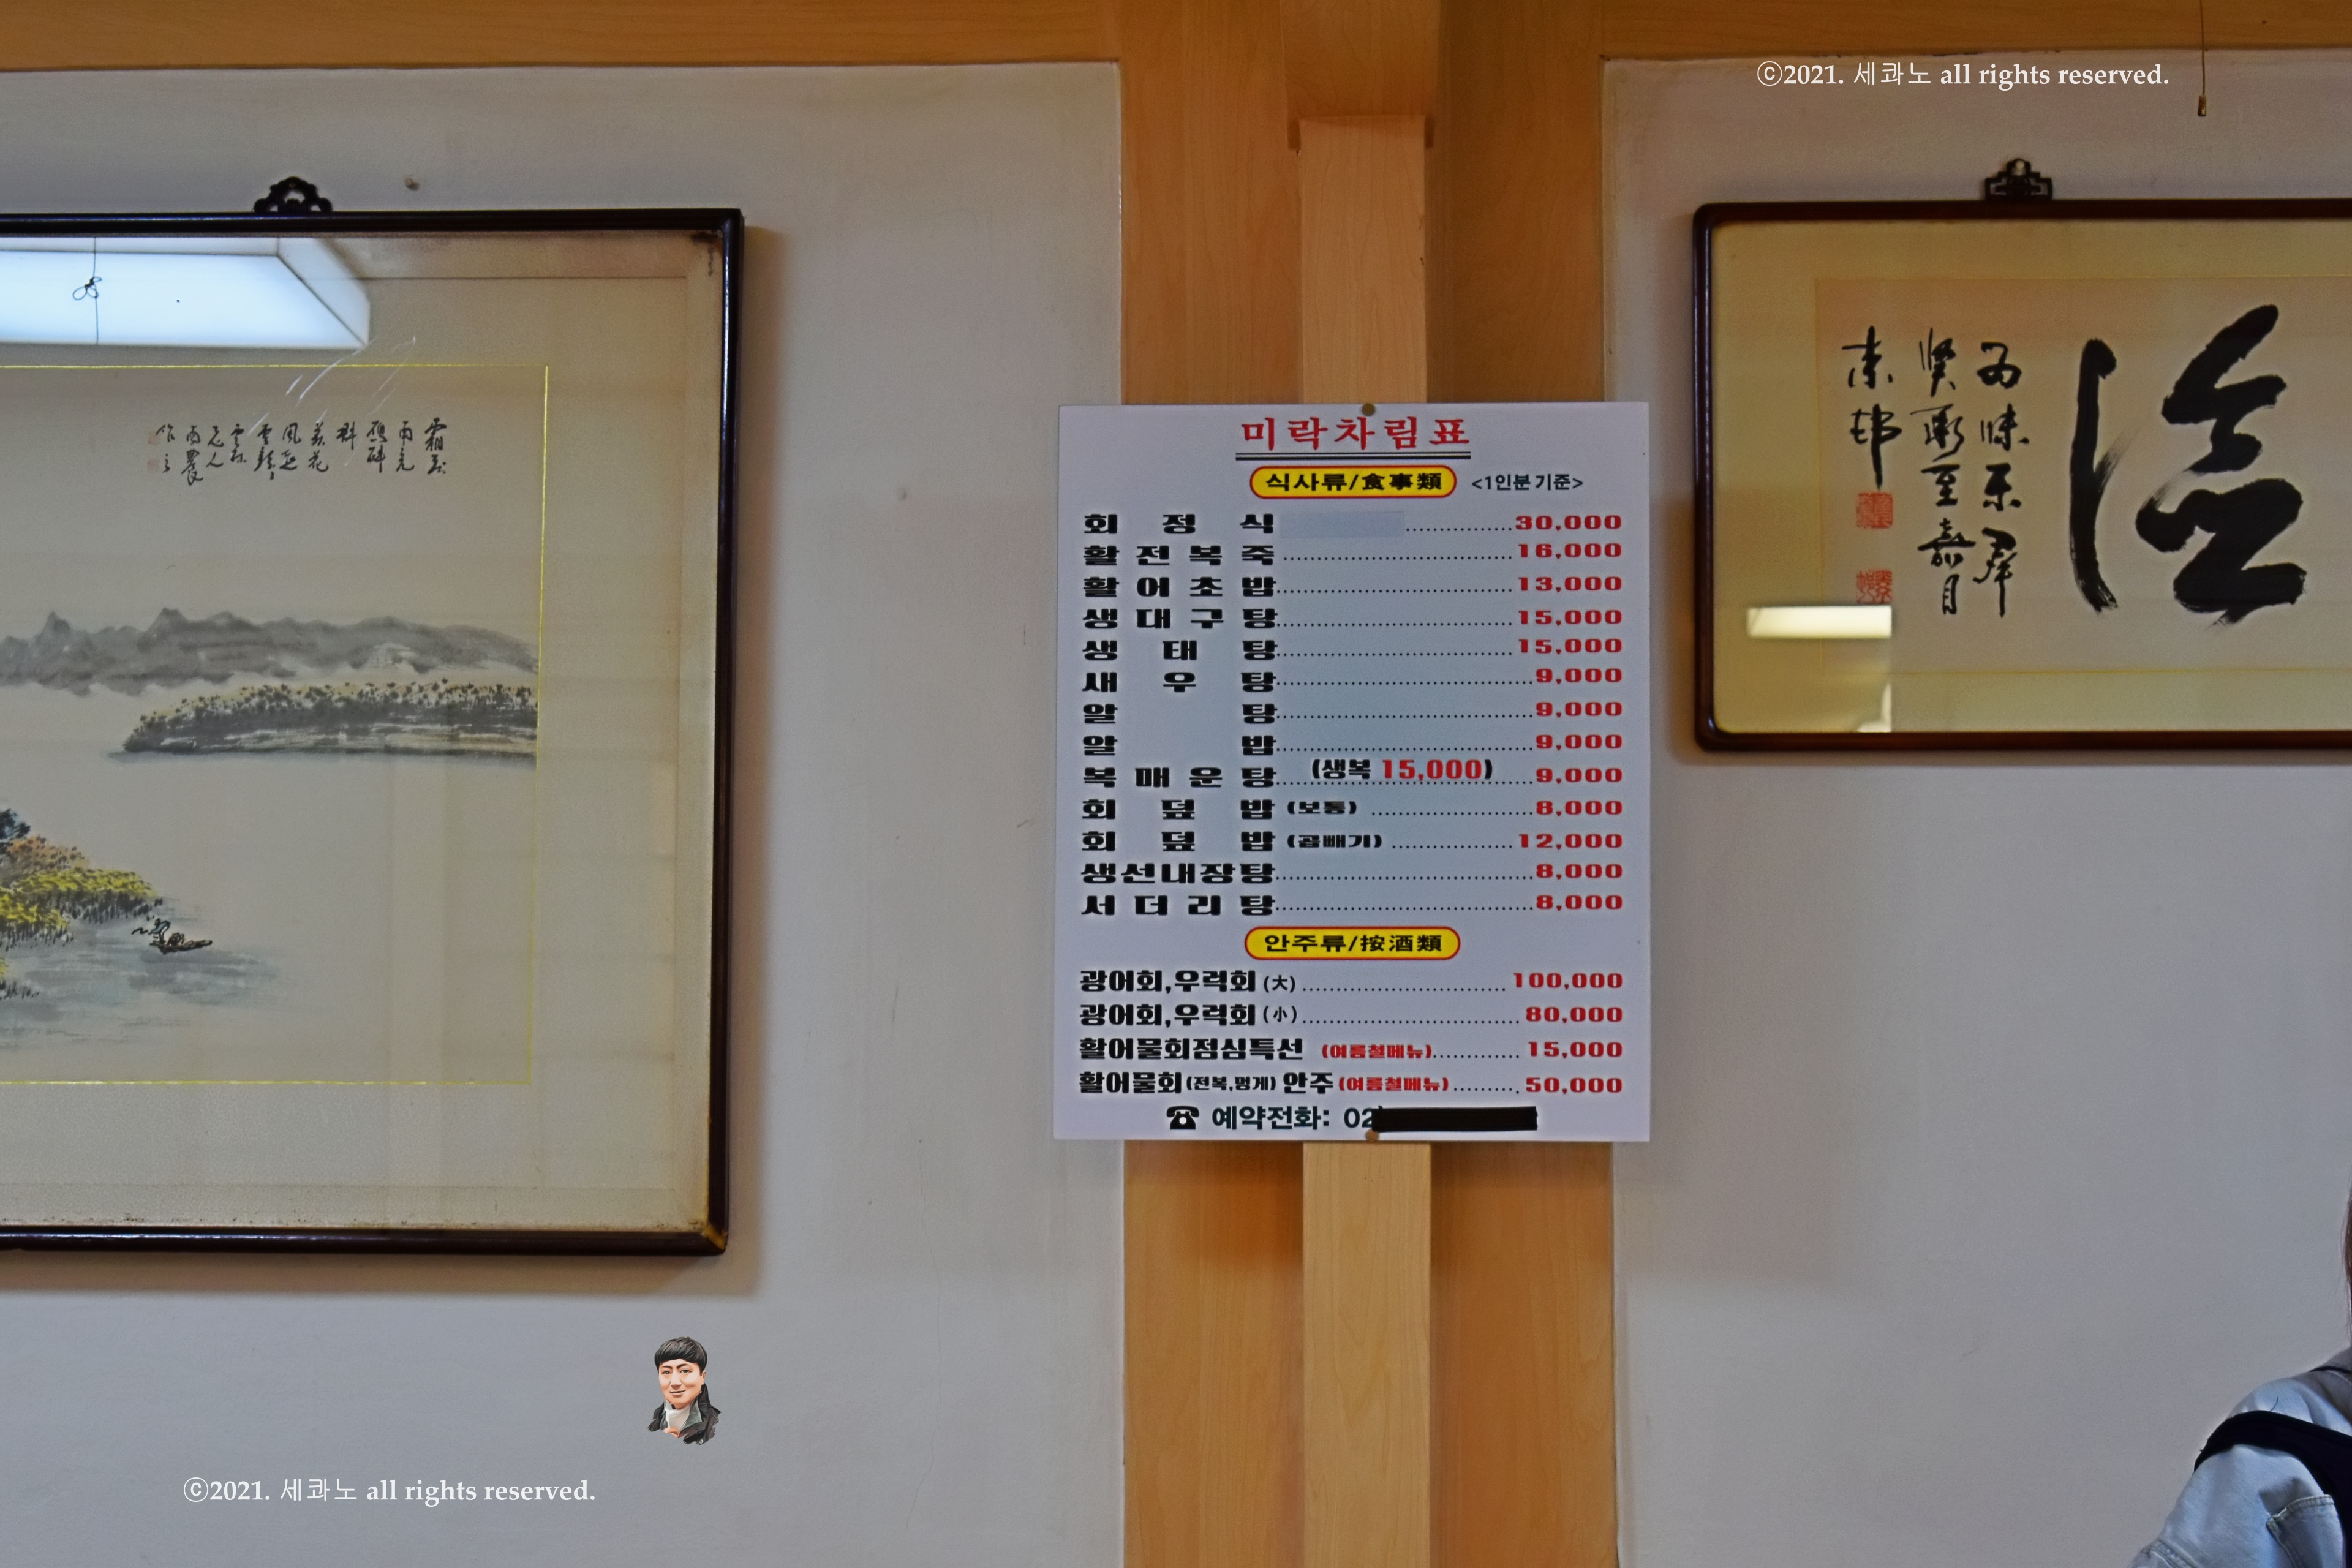 ⓒ2021. 세콰노 all rights reserved.
미락차림표
식사류/食事類 <1인분 기준>
회정식 30,000
활전복죽 16,000
활어초밥 13,000
생대구탕 15,000
생태탕 15,000
새우탕 9,000
알탕 9,000
알밥 9,000
복매운탕 (생복 15,000) 9,000
회덮밥 (보통) 8,000
회덮밥 (곱빼기) 12,000
생선내장탕 8,000
서더리탕 8,000
안주류/按酒類
광어회,우럭회 (大) 100,000
광어회,우럭회 (小) 80,000
활어물회점심특선 (여름철메뉴) 15,000
활어물회 (전복,멍게) 안주 (여름철메뉴) 50,000
☎ 예약전화: 02
ⓒ2021. 세콰노 all rights reserved.